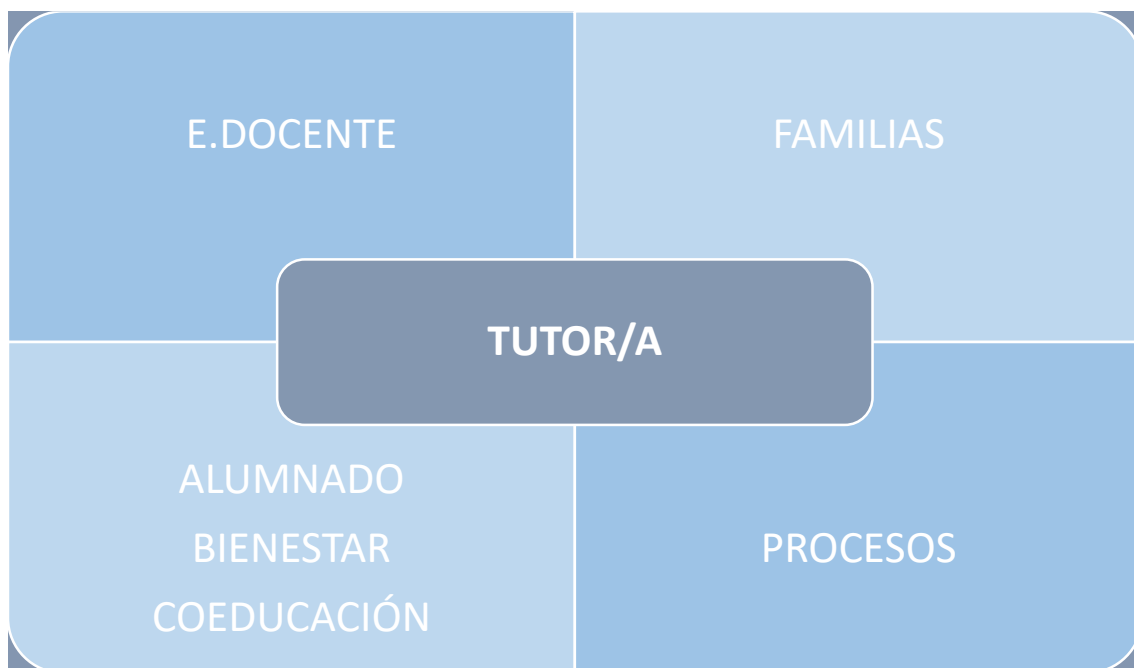 E.DOCENTE
FAMILIAS
TUTOR/A
ALUMNADO
BIENESTAR
COEDUCACIÓN
PROCESOS